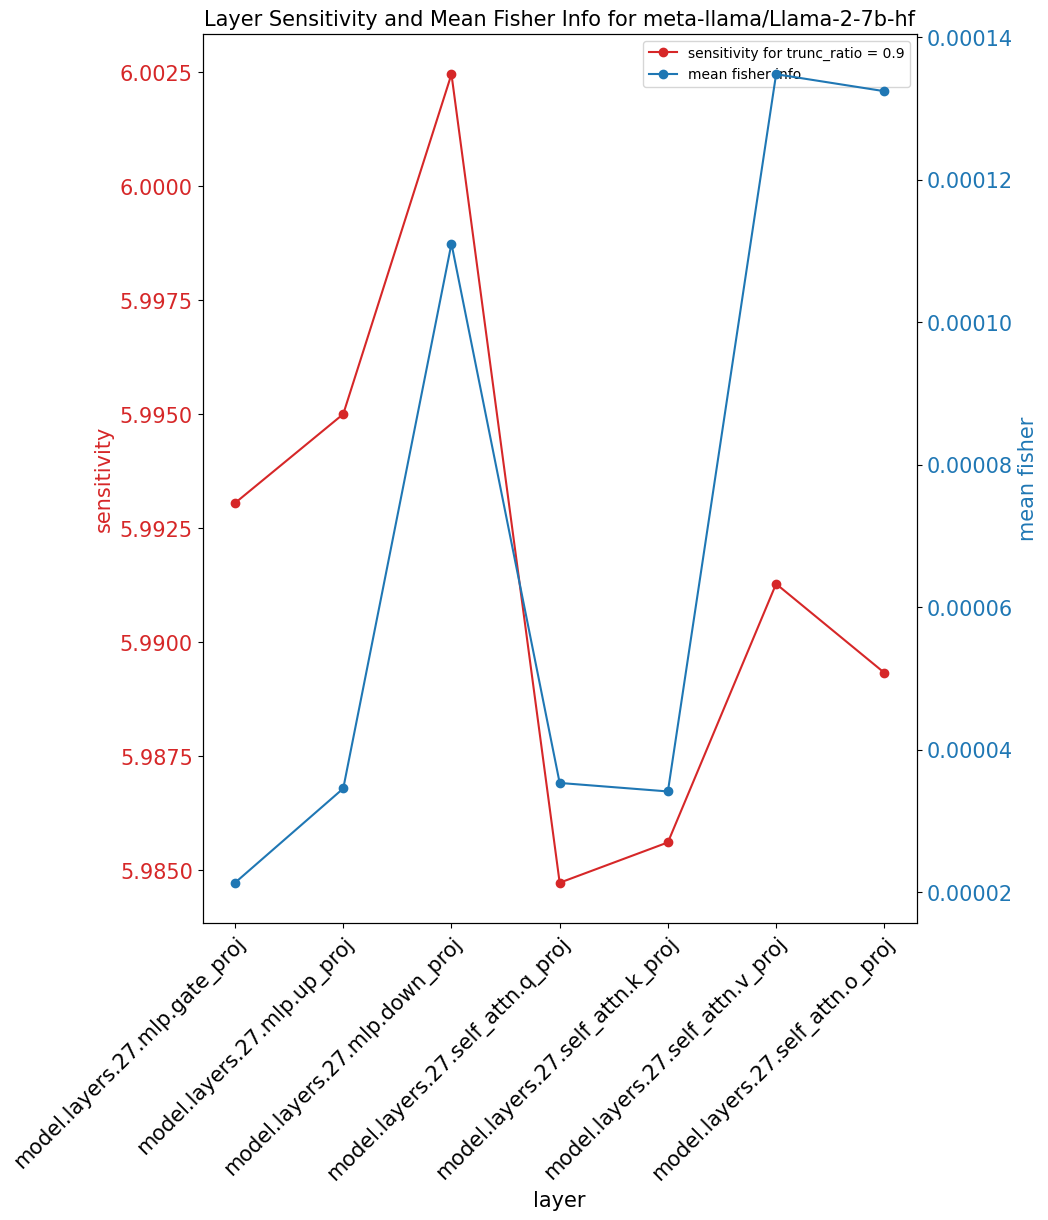 Layer Sensitivity and Mean Fisher Info for meta-llama/Llama-2-7b-hf
sensitivity for trunc_ratio = 0.9
mean fisher info
6.0025
6.0000
5.9975
5.9950
5.9925
5.9900
5.9875
5.9850
sensitivity
0.00014
0.00012
0.00010
0.00008
0.00006
0.00004
0.00002
mean fisher
model.layers.27.mlp.gate_proj
model.layers.27.mlp.up_proj
model.layers.27.mlp.down_proj
model.layers.27.self_attn.q_proj
model.layers.27.self_attn.k_proj
model.layers.27.self_attn.v_proj
model.layers.27.self_attn.o_proj
layer